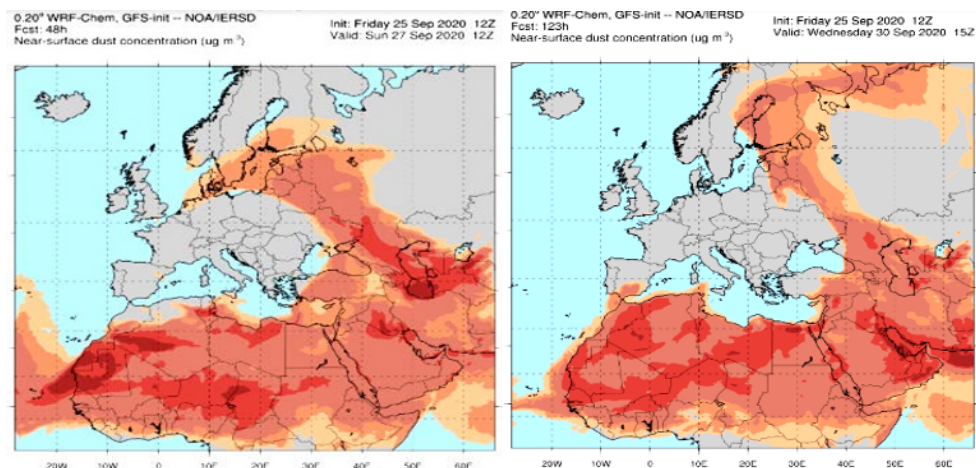 0.20° WRF-Chem, GFS-init -- NOA/IERSD
Init: Friday 25 Sep 2020 12Z
Fcst: 48h
Valid: Sun 27 Sep 2020 12Z
Near-surface dust concentration (ug m⁻³)
20W 10W 0 10E 20E 30E 40E 50E 60E
0.20° WRF-Chem, GFS-init -- NOA/IERSD
Init: Friday 25 Sep 2020 12Z
Fcst: 123h
Valid: Wednesday 30 Sep 2020 15Z
Near-surface dust concentration (ug m⁻³)
20W 10W 0 10E 20E 30E 40E 50E 60E